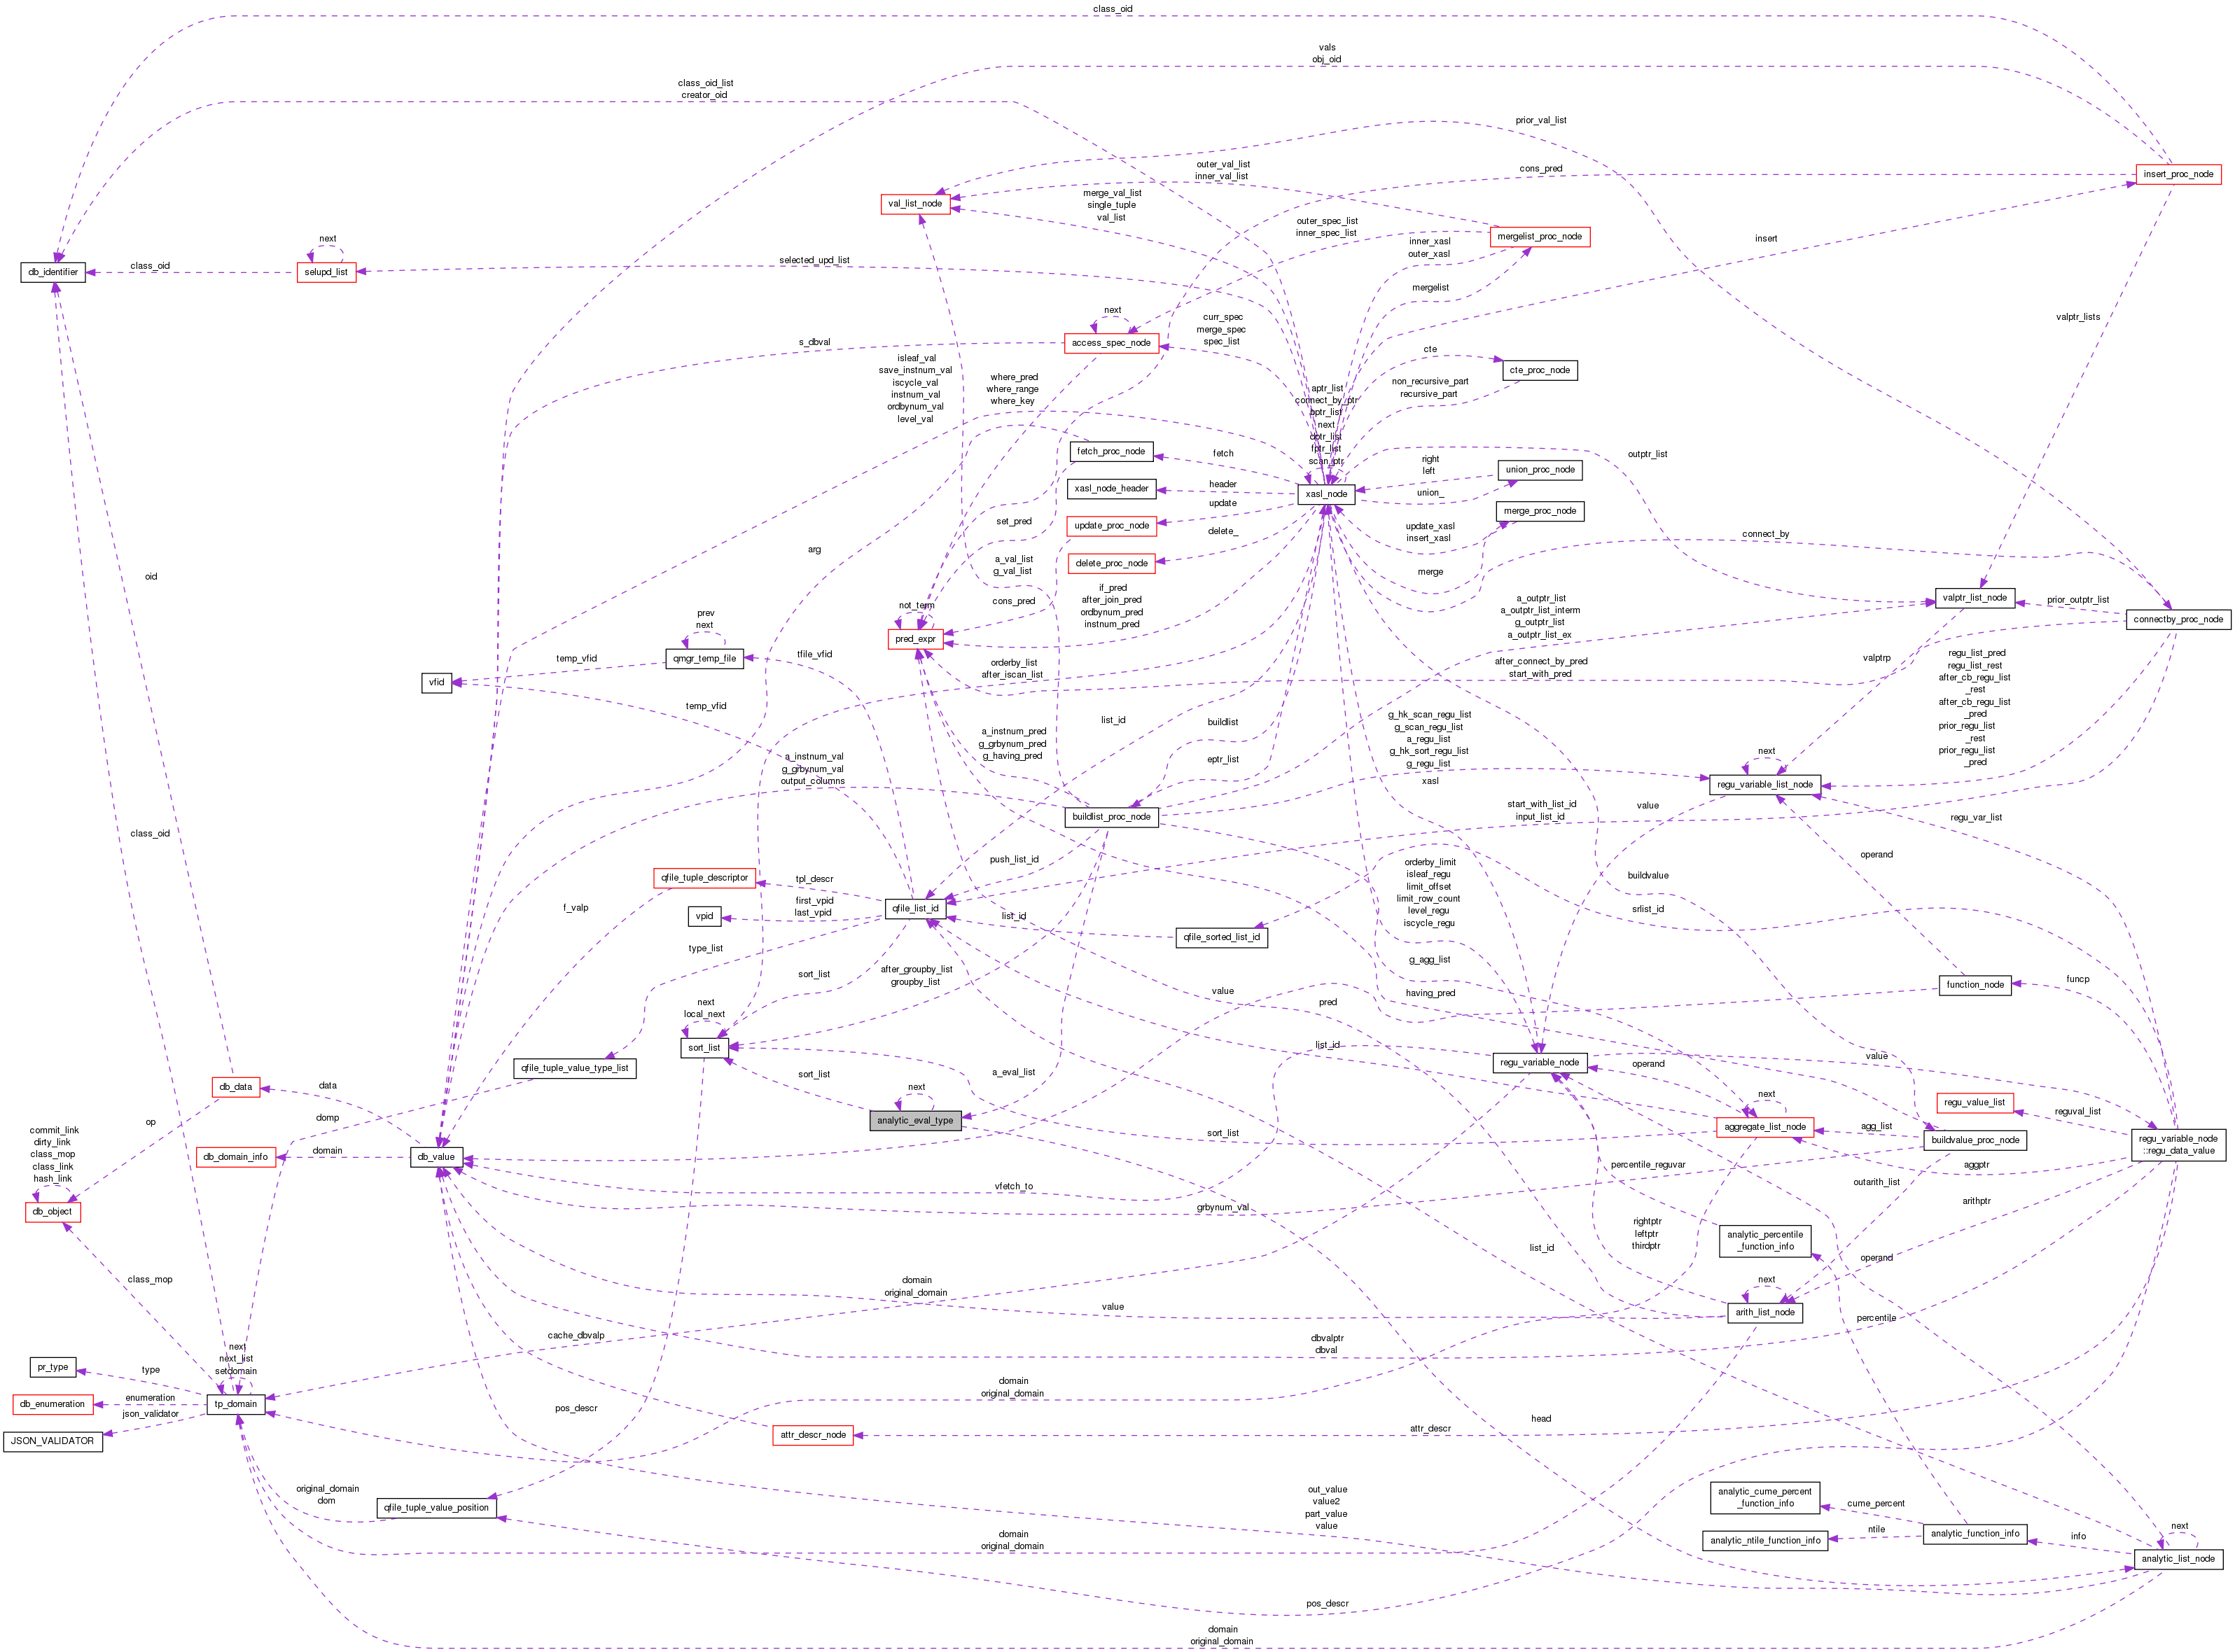 class_oid
vals
obj_oid
class_oid_list
creator_oid
prior_val_list
outer_val_list
inner_val_list
cons_pred
insert_proc_node
merge_val_list
single_tuple
val_list
val_list_node
outer_spec_list
inner_spec_list
mergelist_proc_node
inner_xasl
outer_xasl
insert
next
selected_upd_list
db_identifier
class_oid
selupd_list
mergelist
next
curr_spec
merge_spec
spec_list
valptr_lists
s_dbval
access_spec_node
cte
isleaf_val
save_instnum_val
iscycle_val
instnum_val
ordbynum_val
level_val
where_pred
where_range
where_key
cte_proc_node
non_recursive_part
recursive_part
aptr_list
connect_by_ptr
bptr_list
next
dptr_list
fptr_list
scan_ptr
fetch_proc_node
fetch
outptr_list
right
left
union_proc_node
xasl_node_header
header
xasl_node
union_
update
merge_proc_node
set_pred
update_proc_node
delete_
update_xasl
insert_xasl
connect_by
arg
a_val_list
g_val_list
delete_proc_node
merge
oid
if_pred
after_join_pred
ordbynum_pred
instnum_pred
cons_pred
not_term
a_outptr_list
a_outptr_list_interm
g_outptr_list
a_outptr_list_ex
valptr_list_node
prior_outptr_list
connectby_proc_node
prev
next
pred_expr
temp_vfid
qmgr_temp_file
tfile_vfid
orderby_list
after_iscan_list
after_connect_by_pred
start_with_pred
valptrp
regu_list_pred
regu_list_rest
after_cb_regu_list
_rest
after_cb_regu_list
_pred
prior_regu_list
_rest
prior_regu_list
_pred
vfid
temp_vfid
list_id
buildlist
g_hk_scan_regu_list
g_scan_regu_list
a_regu_list
g_hk_sort_regu_list
g_regu_list
a_instnum_pred
g_grbynum_pred
g_having_pred
a_instnum_val
g_grbynum_val
output_columns
eptr_list
xasl
next
regu_variable_list_node
buildlist_proc_node
start_with_list_id
input_list_id
value
regu_var_list
class_oid
push_list_id
orderby_limit
isleaf_regu
limit_offset
limit_row_count
level_regu
iscycle_regu
operand
buildvalue
qfile_tuple_descriptor
tpl_descr
f_valp
vpid
first_vpid
last_vpid
qfile_list_id
list_id
qfile_sorted_list_id
srlist_id
type_list
sort_list
after_groupby_list
groupby_list
g_agg_list
value
pred
having_pred
function_node
funcp
next
local_next
sort_list
list_id
regu_variable_node
value
qfile_tuple_value_type_list
sort_list
a_eval_list
operand
db_data
data
next
next
regu_value_list
reguval_list
domp
analytic_eval_type
aggregate_list_node
agg_list
op
commit_link
dirty_link
class_mop
class_link
hash_link
sort_list
buildvalue_proc_node
regu_variable_node
::regu_data_value
db_domain_info
domain
db_value
aggptr
percentile_reguvar
outarith_list
vfetch_to
arithptr
db_object
grbynum_val
rightptr
leftptr
thirdptr
analytic_percentile
_function_info
list_id
operand
class_mop
domain
original_domain
next
value
arith_list_node
percentile
cache_dbvalp
dbvalptr
dbval
next
next_list
setdomain
pr_type
type
domain
original_domain
db_enumeration
enumeration
tp_domain
pos_descr
json_validator
head
JSON_VALIDATOR
attr_descr_node
attr_descr
original_domain
dom
qfile_tuple_value_position
out_value
value2
part_value
value
analytic_cume_percent
_function_info
cume_percent
domain
original_domain
ntile
analytic_ntile_function_info
analytic_function_info
info
next
analytic_list_node
pos_descr
domain
original_domain